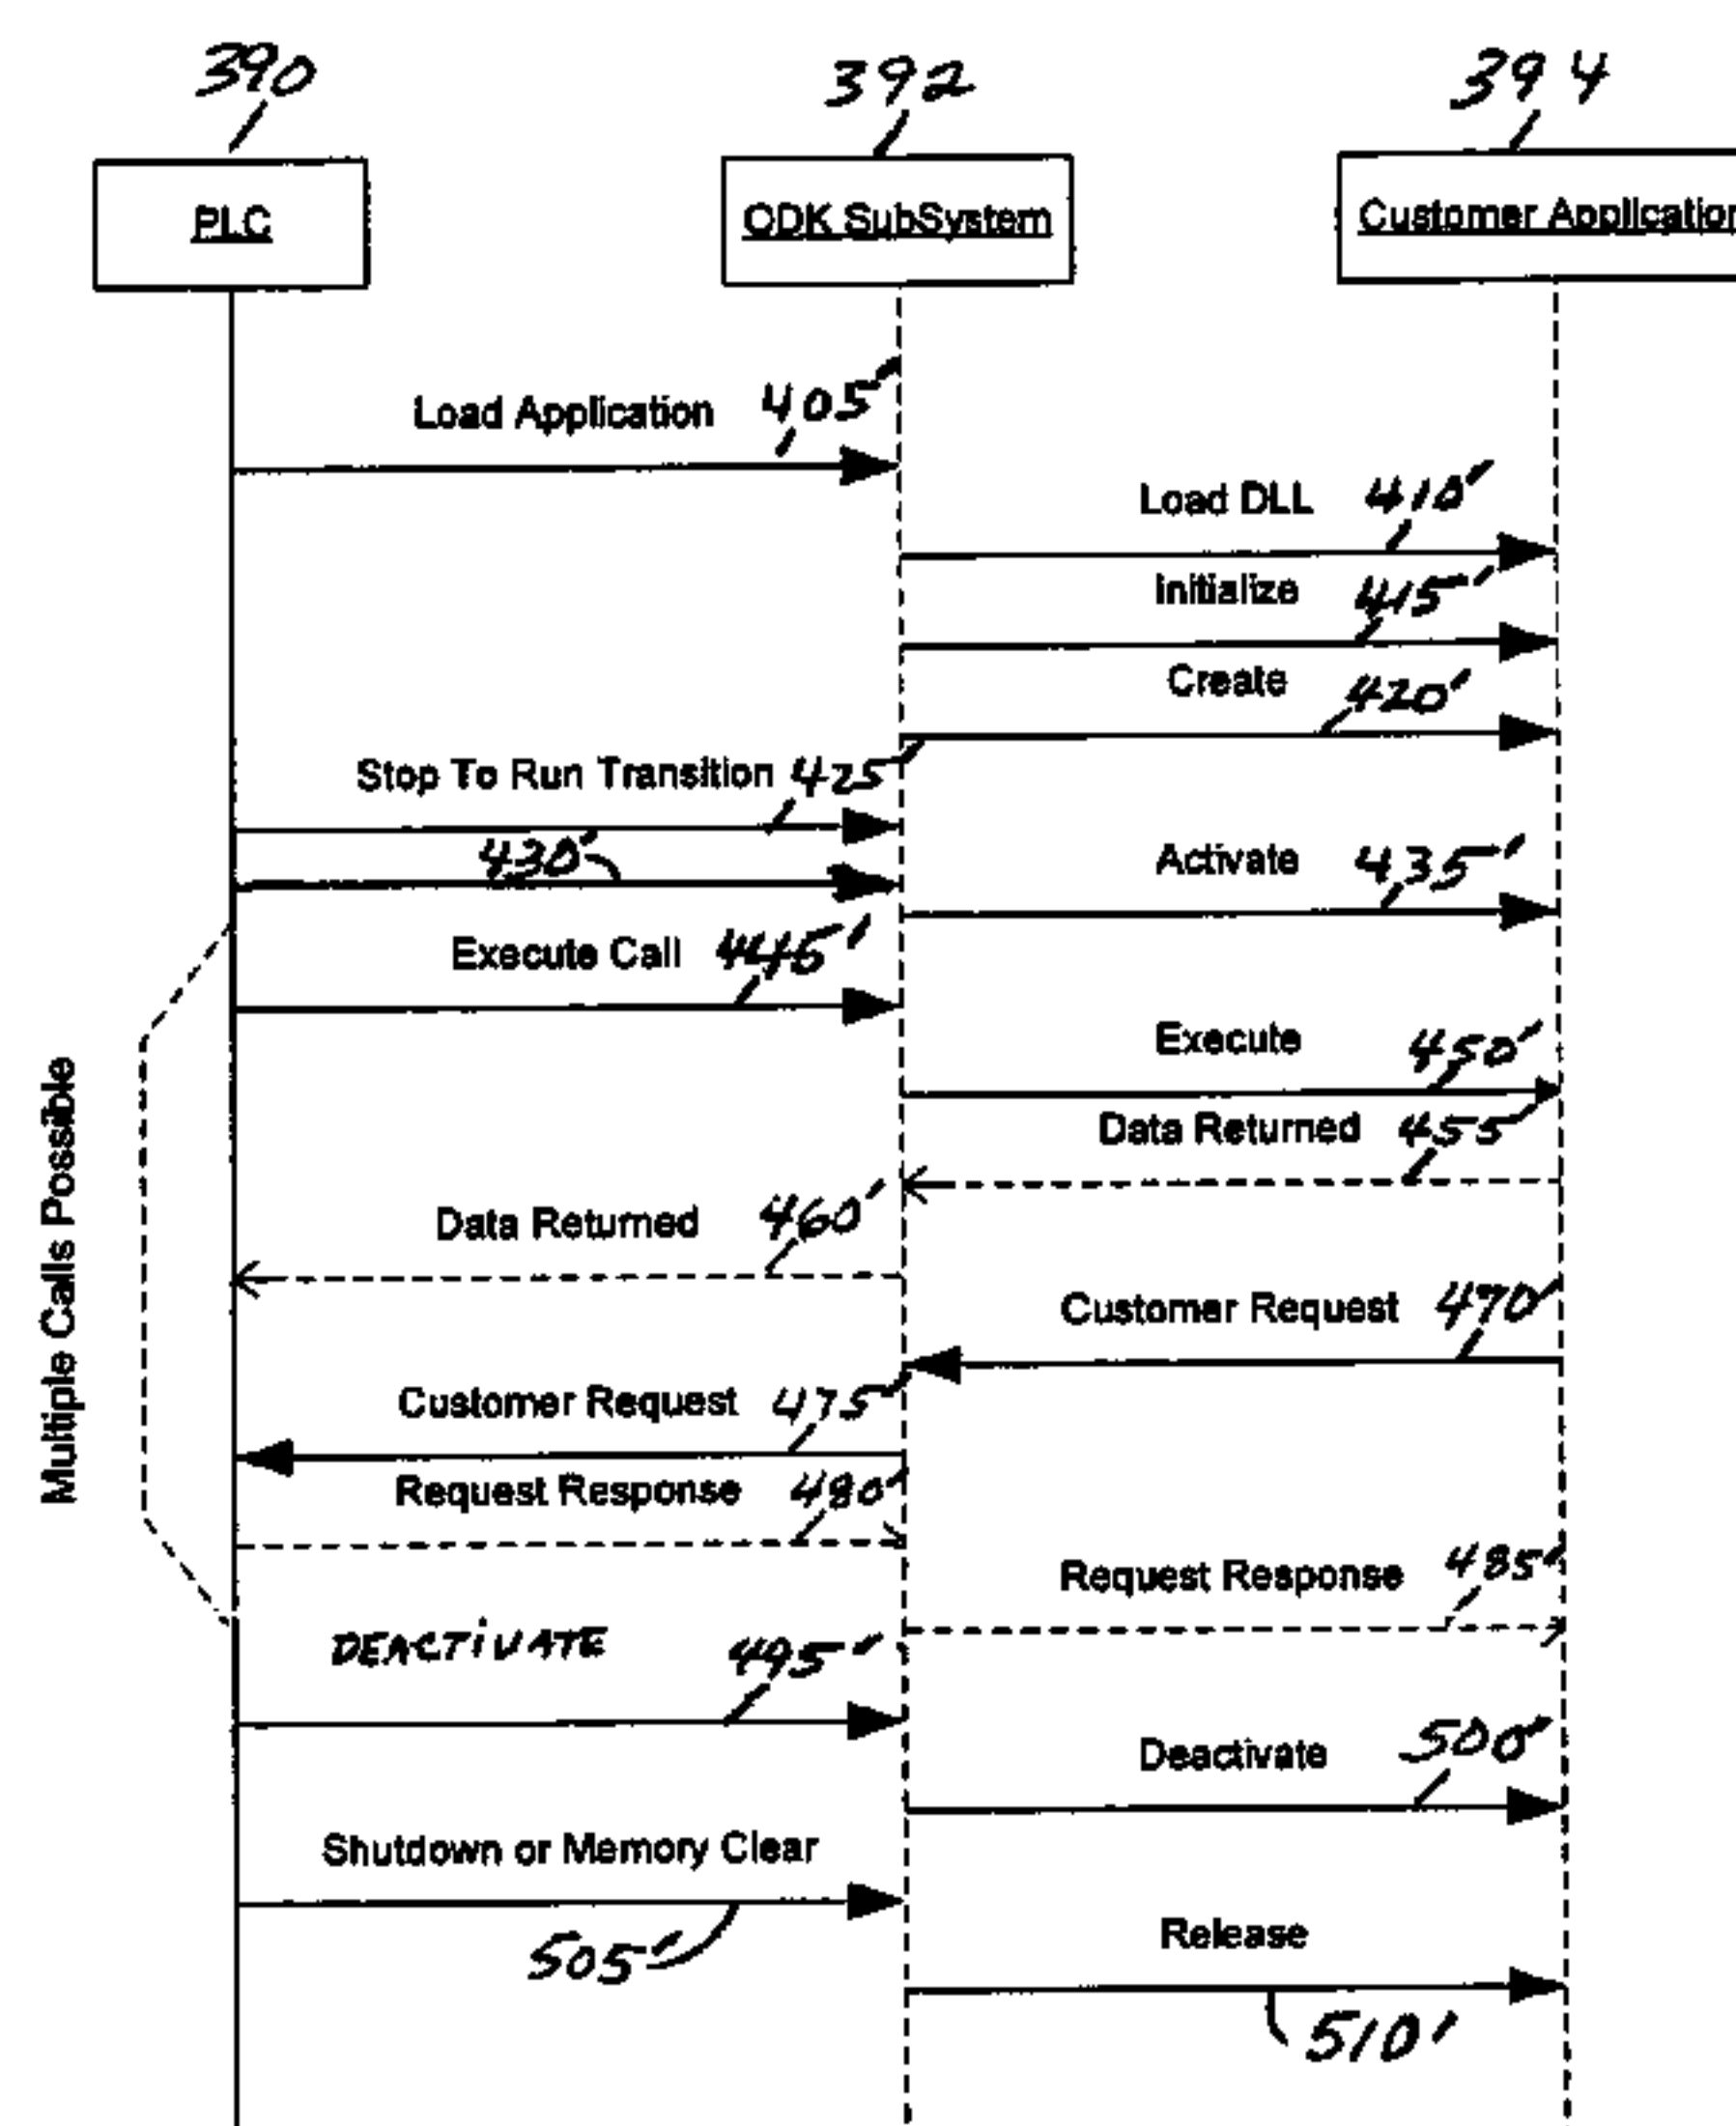 390
392
394
PLC
ODK SubSystem
Customer Application
Load Application 405'
Load DLL 410'
Initialize 415'
Create 420'
Stop To Run Transition 425'
430'
Activate 435'
Execute Call 445'
Execute 450'
Data Returned 455'
Data Returned 460'
Customer Request 470'
Customer Request 475'
Request Response 480'
Request Response 485'
Multiple Calls Possible
DEACTiVATE 495'
Deactivate 500'
Shutdown or Memory Clear
505'
Release
510'